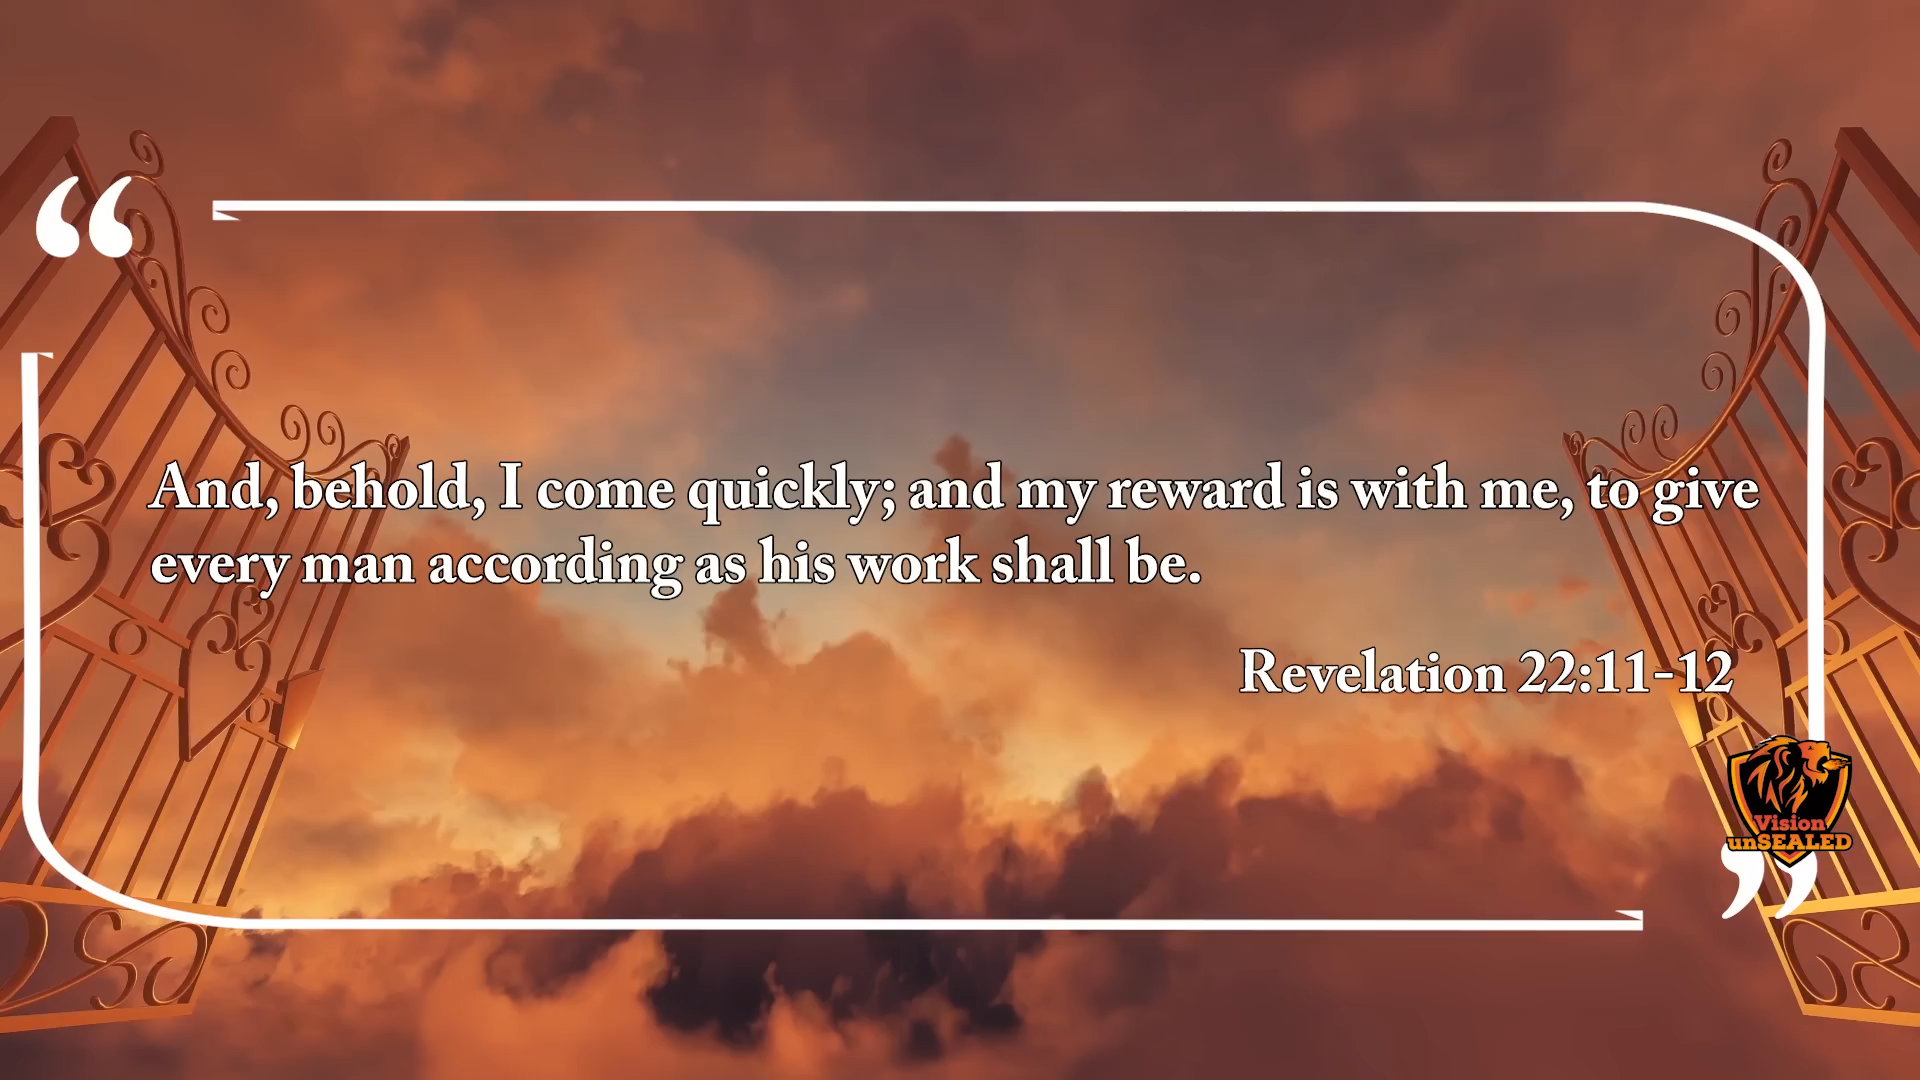 “
And, behold, I come quickly; and my reward is with me, to give
every man according as his work shall be.
Revelation 22:11-12
Vision
unSEALED
”